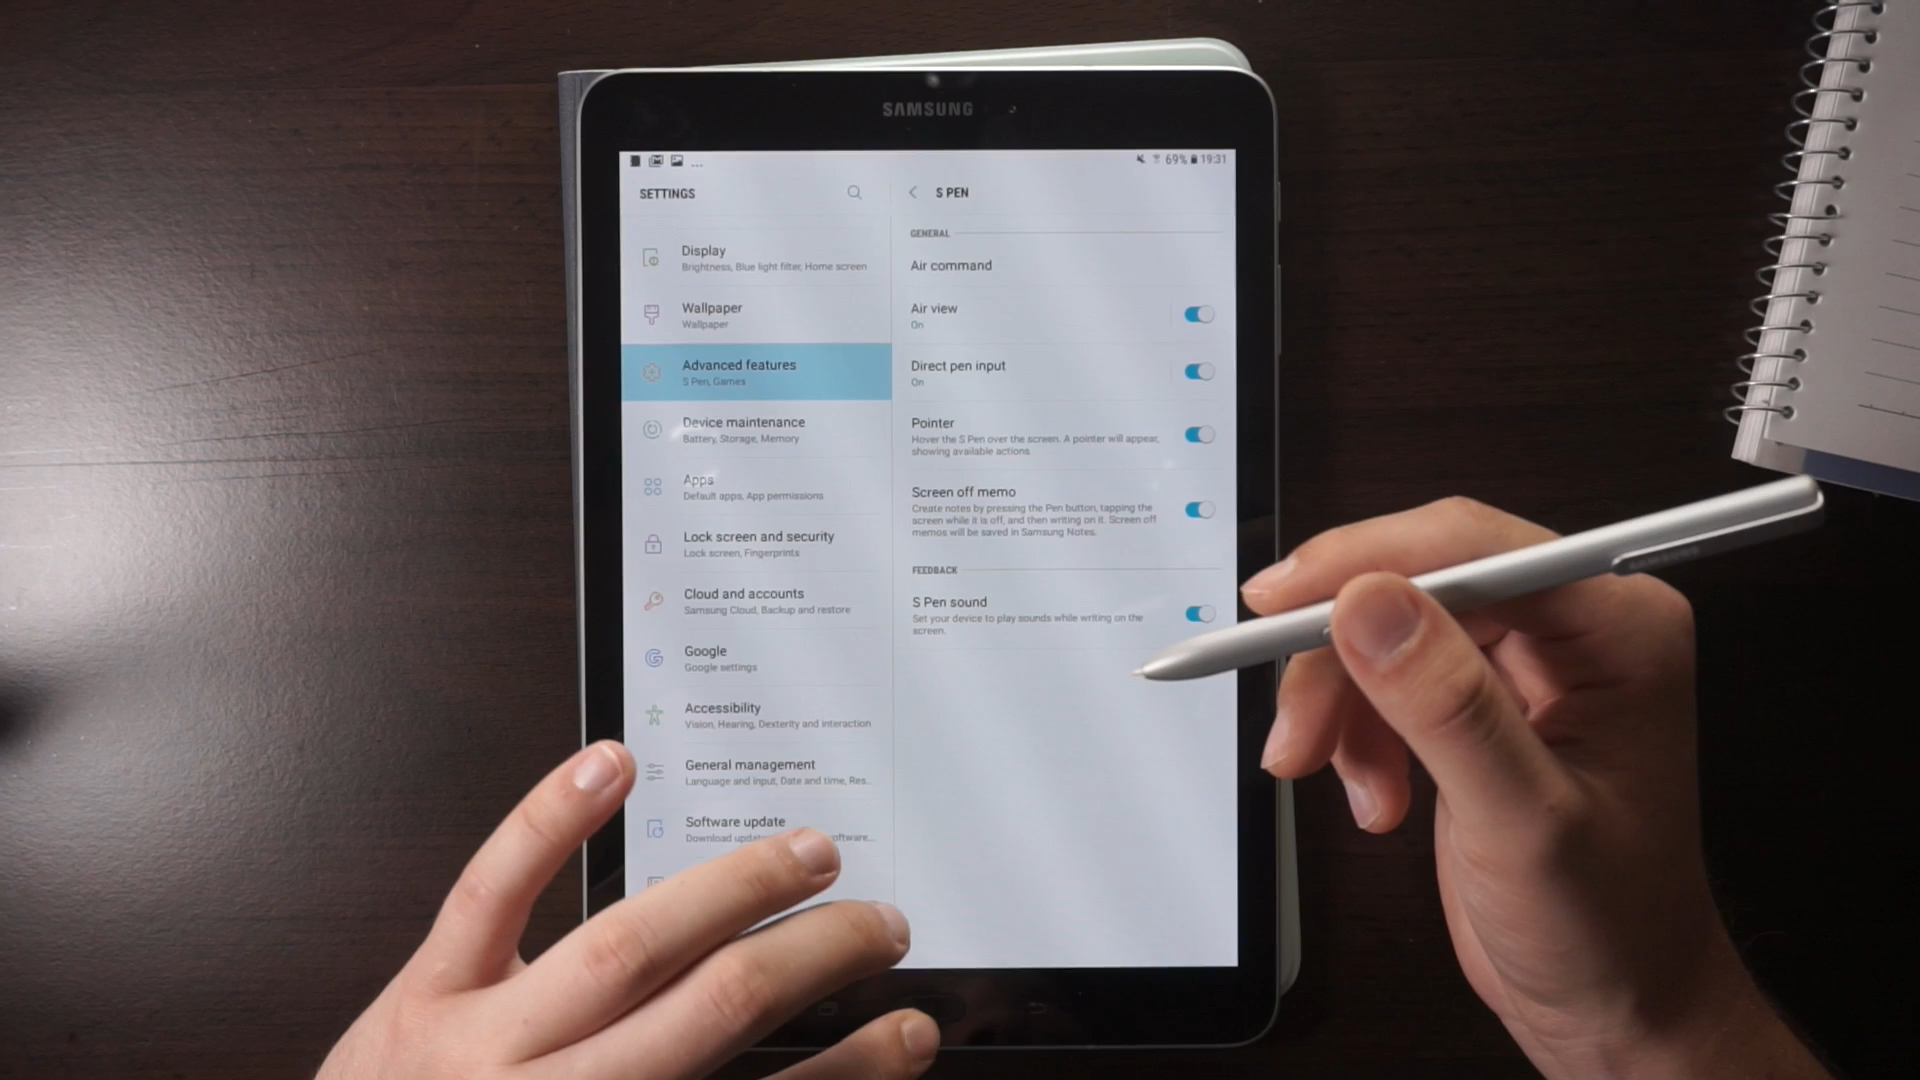 SAMSUNG
69% 19:31
SETTINGS
Display
Brightness, Blue light filter, Home screen
Wallpaper
Wallpaper
Advanced features
S Pen, Games
Device maintenance
Battery, Storage, Memory
Apps
Default apps, App permissions
Lock screen and security
Lock screen, Fingerprints
Cloud and accounts
Samsung Cloud, Backup and restore
Google
Google settings
Accessibility
Vision, Hearing, Dexterity and interaction
General management
Language and input, Date and time, Res...
Software update
Download
S PEN
GENERAL
Air command
Air view
On
Direct pen input
On
Pointer
Hover the S Pen over the screen. A pointer will appear,
showing available actions.
Screen off memo
Create notes by pressing the Pen button, tapping the
screen while it is off, and then writing on it. Screen off
memos will be saved in Samsung Notes.
FEEDBACK
S Pen sound
Set your device to play sounds while writing on the
screen.
SAMSUNG